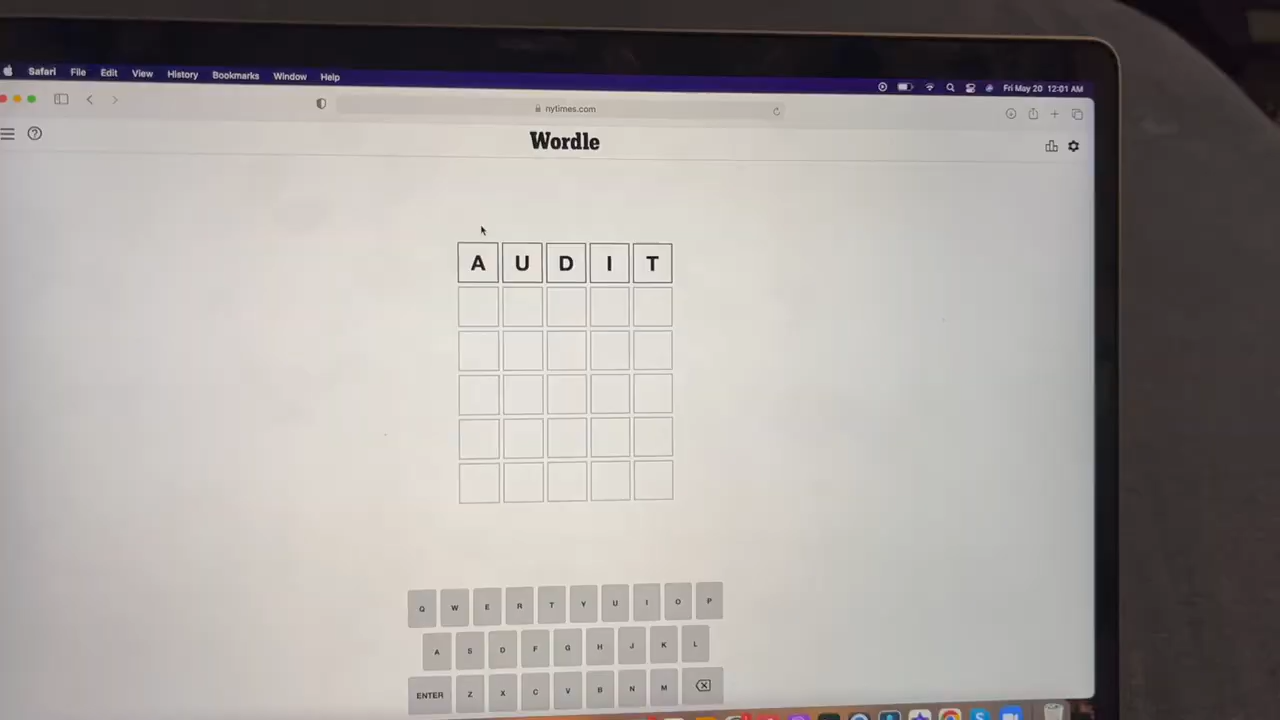 Safari File Edit View History Bookmarks Window Help Fri May 20 12:01 AM
nytimes.com
Wordle
A U D I T
Q W E R T Y U I O P
A S D F G H J K L
ENTER Z X C V B N M